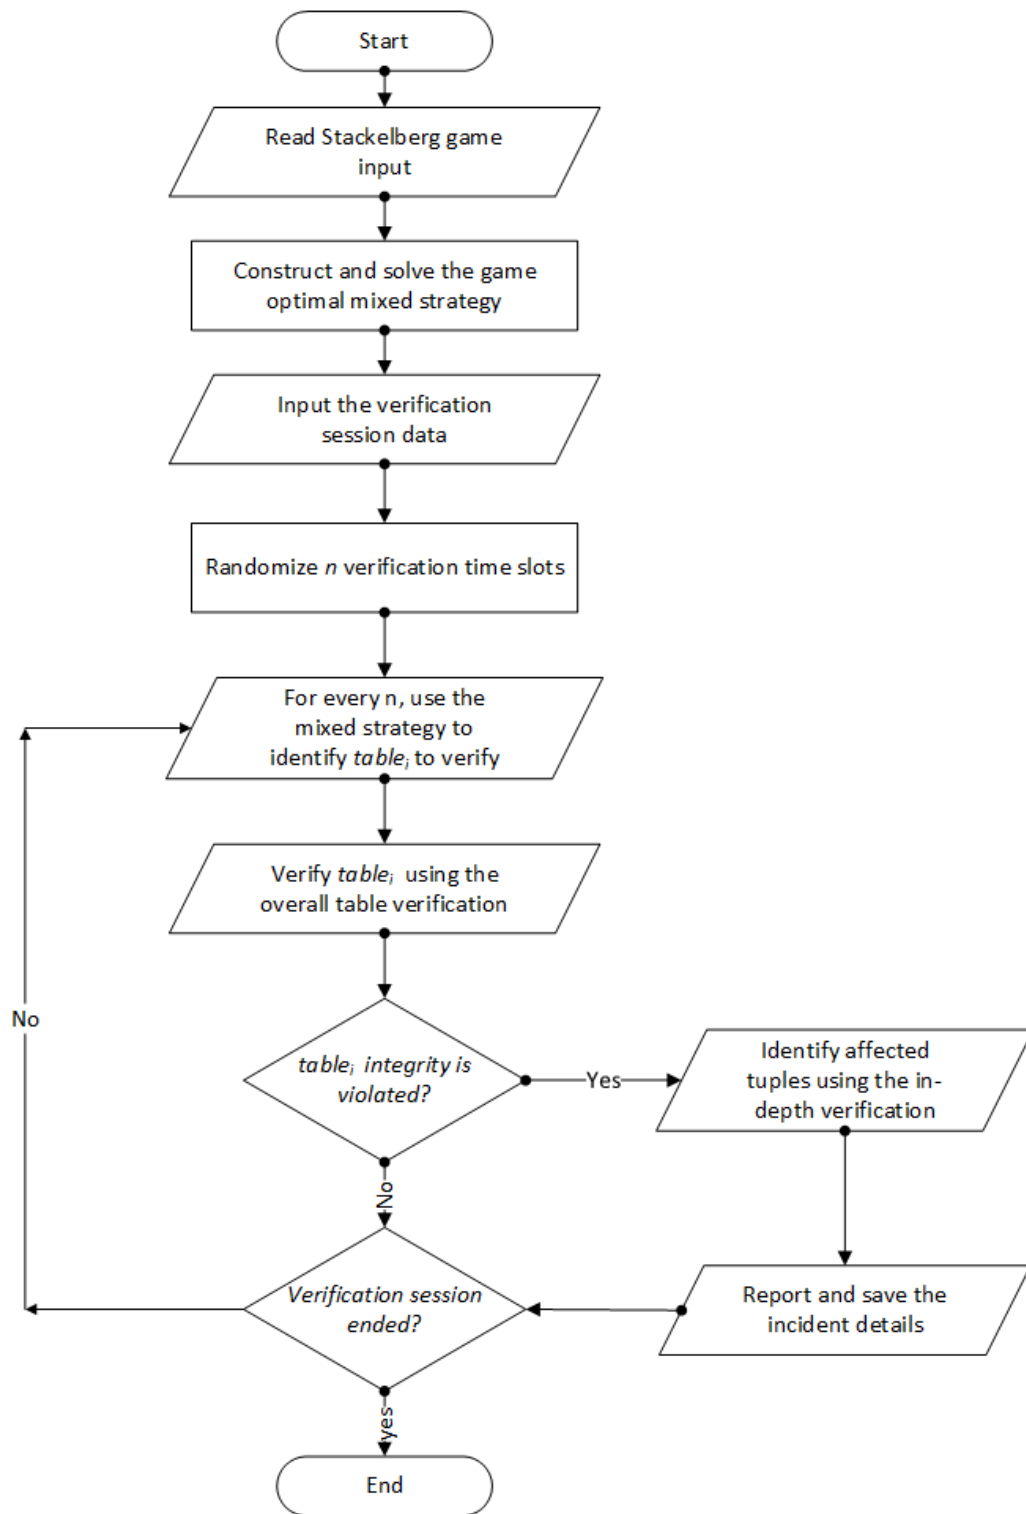 Start
Read Stackelberg game
input
Construct and solve the game
optimal mixed strategy
Input the verification
session data
Randomize n verification time slots
For every n, use the
mixed strategy to
identify tableᵢ to verify
Verify tableᵢ using the
overall table verification
No
tableᵢ integrity is
violated?
Yes
Identify affected
tuples using the in-
depth verification
No
Verification session
ended?
Report and save the
incident details
yes
End